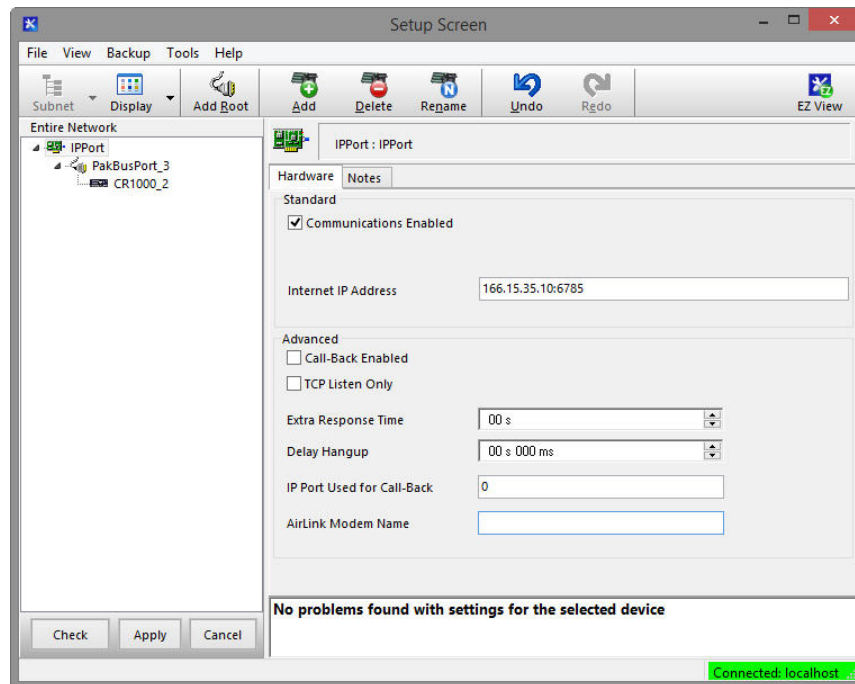 Setup Screen
File View Backup Tools Help
Subnet Display Add Root Add Delete Rename Undo Redo EZ View
Entire Network
IPPort
PakBusPort_3
CR1000_2
IPPort : IPPort
Hardware Notes
Standard
Communications Enabled
Internet IP Address 166.15.35.10:6785
Advanced
Call-Back Enabled
TCP Listen Only
Extra Response Time 00 s
Delay Hangup 00 s 000 ms
IP Port Used for Call-Back 0
AirLink Modem Name
No problems found with settings for the selected device
Check Apply Cancel
Connected: localhost